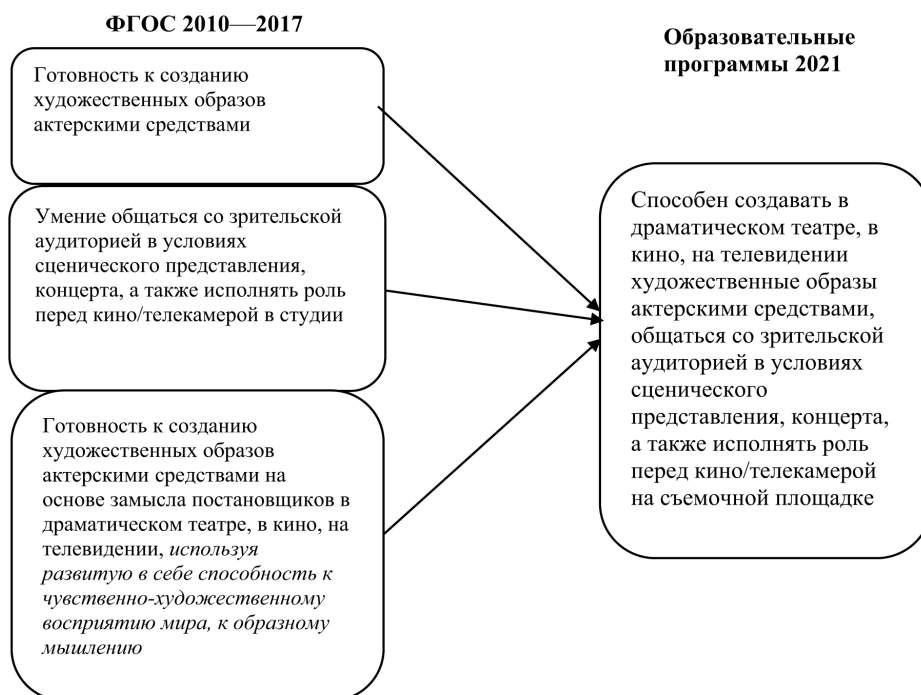 ФГОС 2010—2017
Готовность к созданию
художественных образов
актерскими средствами
Умение общаться со зрительской
аудиторией в условиях
сценического представления,
концерта, а также исполнять роль
перед кино/телекамерой в студии
Готовность к созданию
художественных образов
актерскими средствами на
основе замысла постановщиков в
драматическом театре, в кино, на
телевидении, используя
развитую в себе способность к
чувственно-художественному
восприятию мира, к образному
мышлению
Образовательные
программы 2021
Способен создавать в
драматическом театре, в
кино, на телевидении
художественные образы
актерскими средствами,
общаться со зрительской
аудиторией в условиях
сценического
представления, концерта,
а также исполнять роль
перед кино/телекамерой
на съемочной площадке